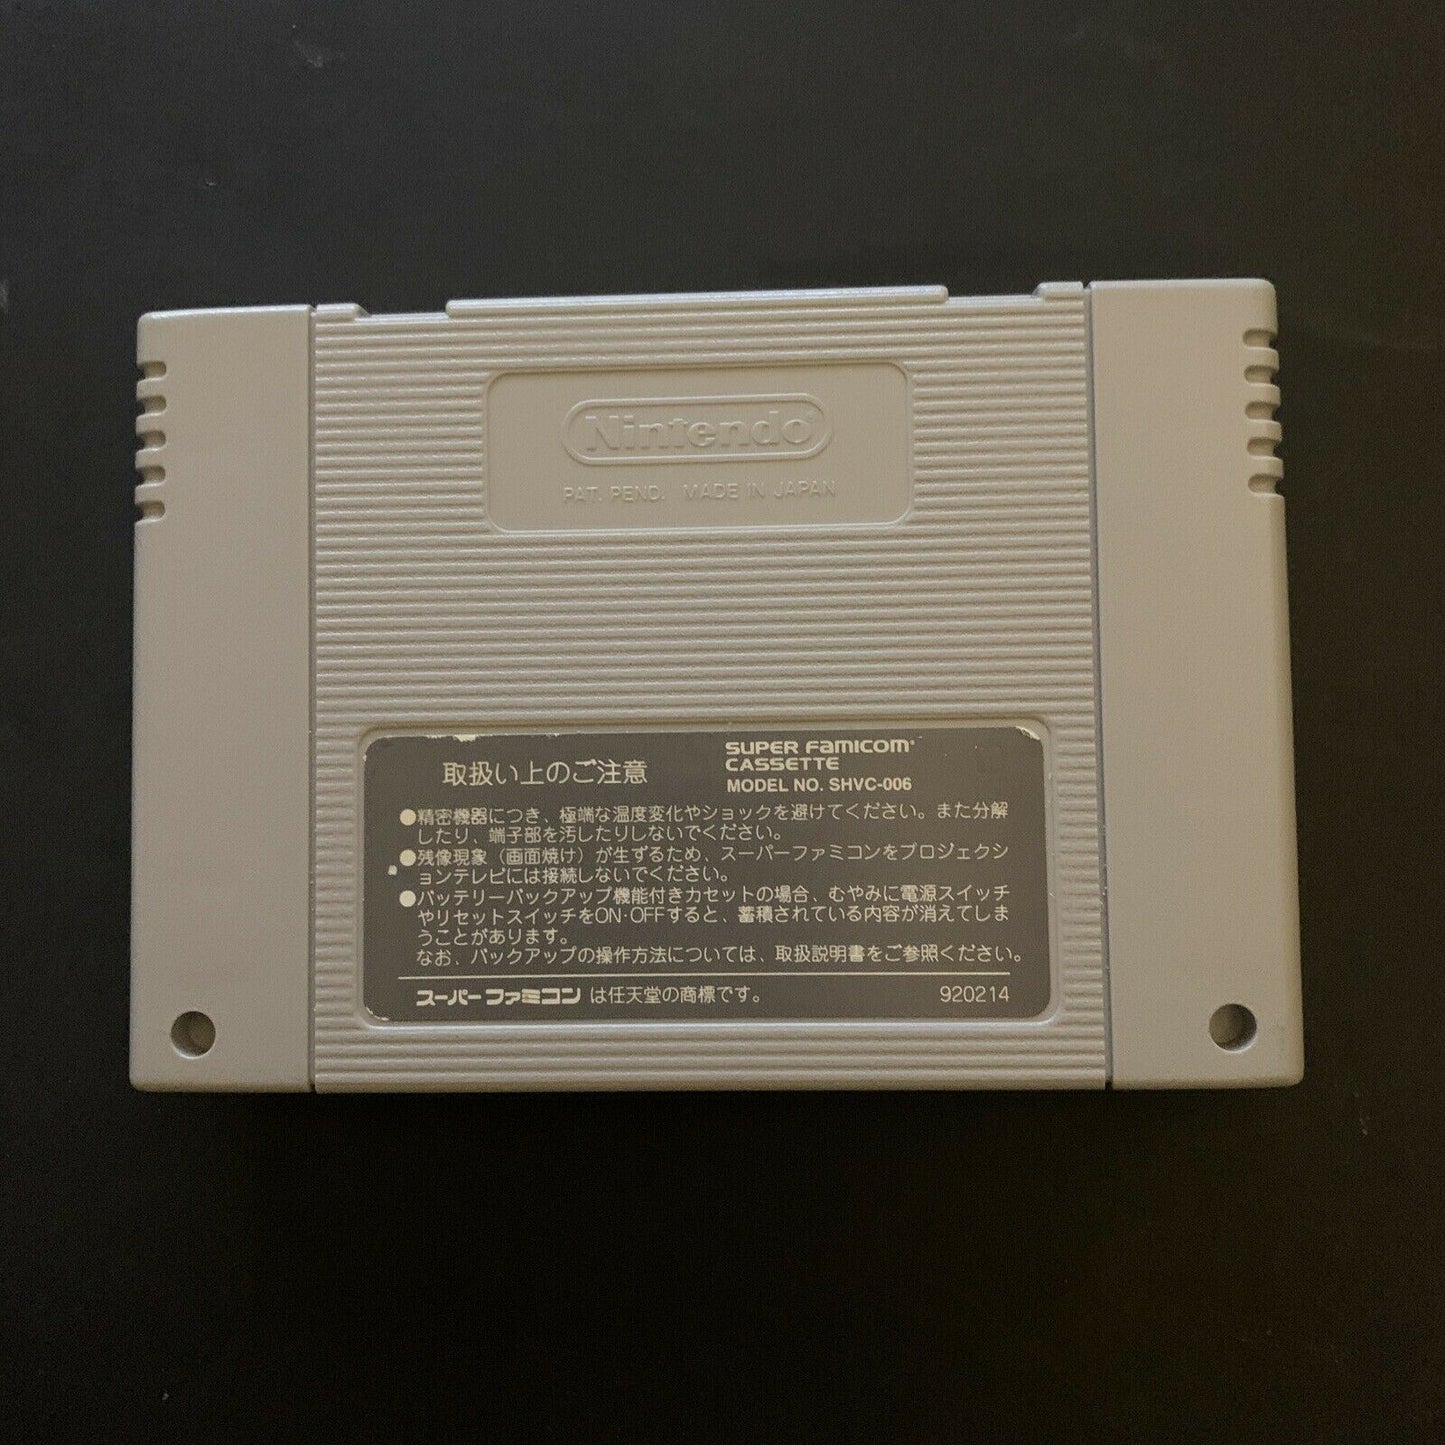 Nintendo®
PAT. PEND. MADE IN JAPAN
取扱い上のご注意
SUPER FAMICOM®
CASSETTE
MODEL NO. SHVC-006
●精密機器につき、極端な温度変化やショックを避けてください。また分解
したり、端子部を汚したりしないでください。
●残像現象（画面焼け）が生ずるため、スーパーファミコンをプロジェクシ
ョンテレビには接続しないでください。
●バッテリーバックアップ機能付きカセットの場合、むやみに電源スイッチ
やリセットスイッチをON・OFFすると、蓄積されている内容が消えてしま
うことがあります。
なお、バックアップの操作方法については、取扱説明書をご参照ください。
スーパーファミコンは任天堂の商標です。
920214